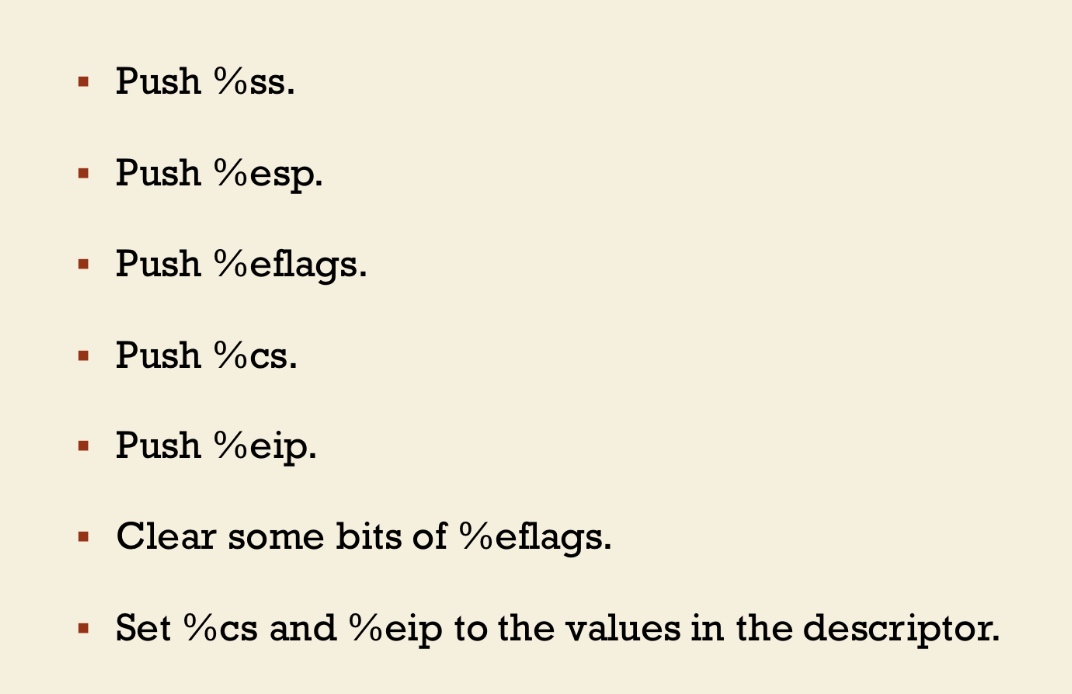 ▪ Push %ss.
▪ Push %esp.
▪ Push %eflags.
▪ Push %cs.
▪ Push %eip.
▪ Clear some bits of %eflags.
▪ Set %cs and %eip to the values in the descriptor.